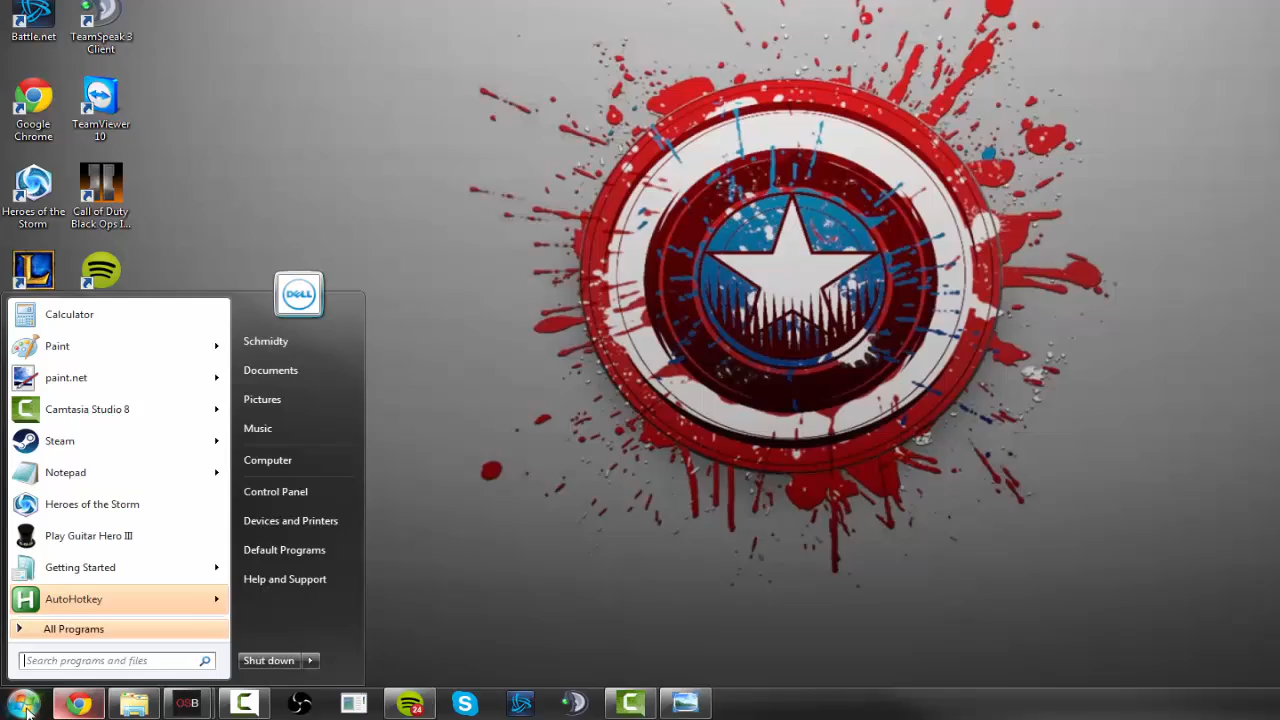 Battle.net
TeamSpeak 3
Client
Google
Chrome
TeamViewer
10
Heroes of the
Storm
Call of Duty
Black Ops I...
L
DELL
Calculator
Paint
paint.net
Camtasia Studio 8
Steam
Notepad
Heroes of the Storm
Play Guitar Hero III
Getting Started
AutoHotkey
All Programs
Search programs and files
Schmidty
Documents
Pictures
Music
Computer
Control Panel
Devices and Printers
Default Programs
Help and Support
Shut down
OSB
24